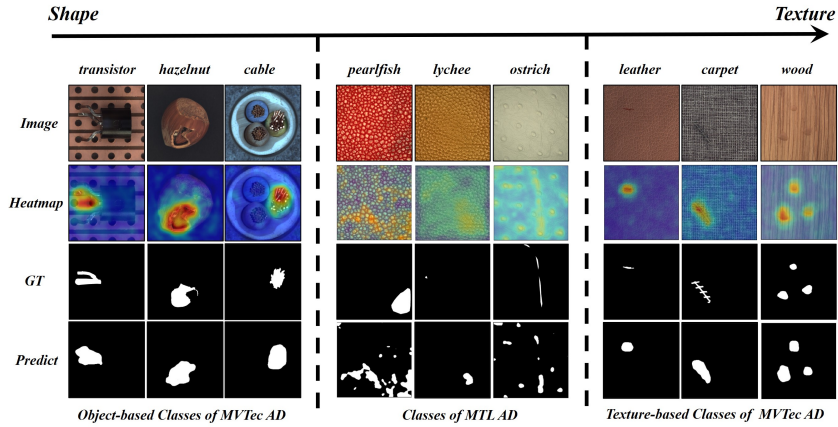 Shape Texture
transistor hazelnut cable pearlfish lychee ostrich leather carpet wood
Image
Heatmap
GT
Predict
Object-based Classes of MVTec AD Classes of MTL AD Texture-based Classes of MVTec AD